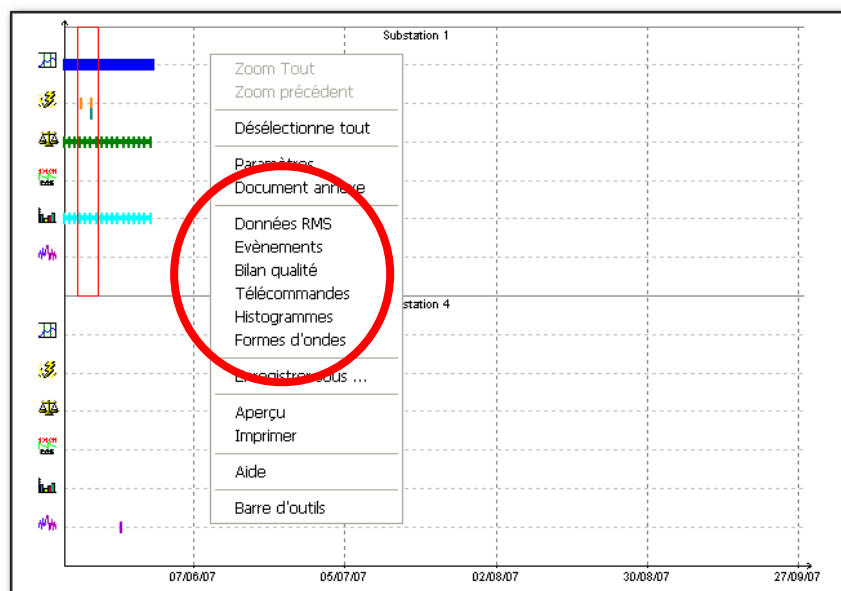 Substation 1
Zoom Tout
Zoom précédent
Désélectionne tout
Paramètres
Document annexe
Données RMS
Evènements
Bilan qualité
Télécommandes
Histogrammes
Formes d'ondes
station 4
Enregistrer sous ...
Aperçu
Imprimer
Aide
Barre d'outils
07/06/07 05/07/07 02/08/07 30/08/07 27/09/07